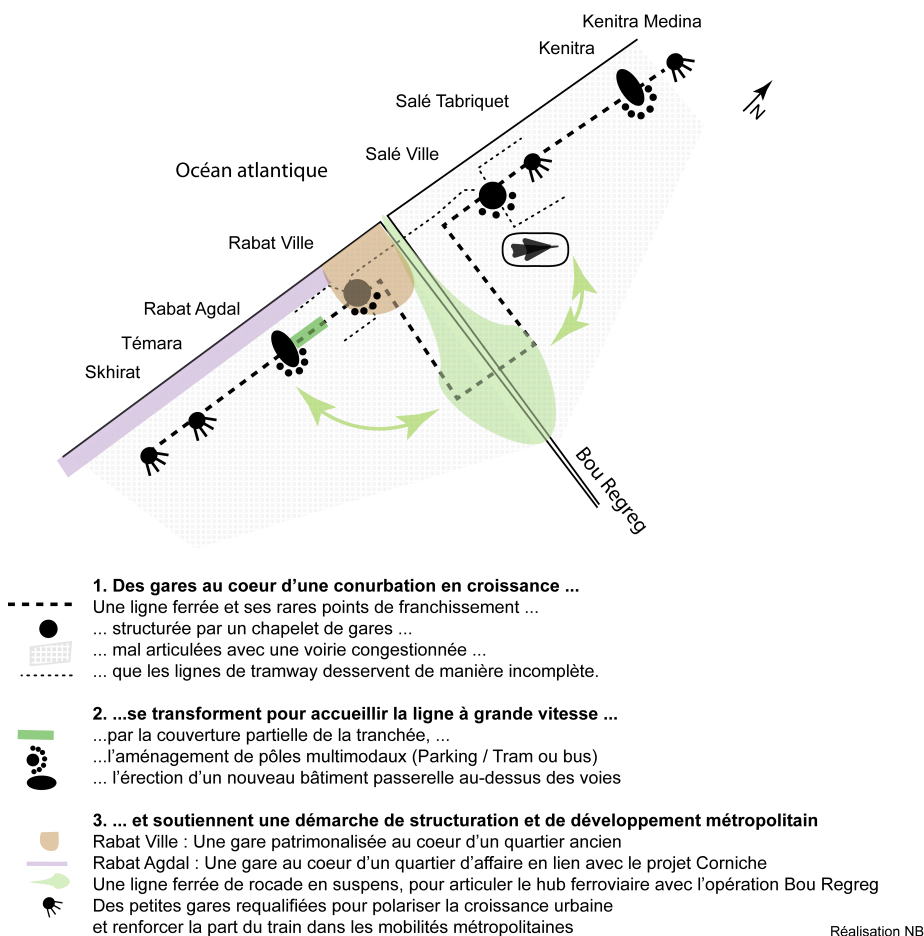 Kenitra Medina
Kenitra
Salé Tabriquet
Salé Ville
Océan atlantique
Rabat Ville
Rabat Agdal
Témara
Skhirat
N
Bou Regreg
1. Des gares au coeur d'une conurbation en croissance ...
Une ligne ferrée et ses rares points de franchissement ...
... structurée par un chapelet de gares ...
... mal articulées avec une voirie congestionnée ...
... que les lignes de tramway desservent de manière incomplète.
2. ...se transforment pour accueillir la ligne à grande vitesse ...
...par la couverture partielle de la tranchée, ...
...l'aménagement de pôles multimodaux (Parking / Tram ou bus)
... l'érection d'un nouveau bâtiment passerelle au-dessus des voies
3. ... et soutiennent une démarche de structuration et de développement métropolitain
Rabat Ville : Une gare patrimonalisée au coeur d'un quartier ancien
Rabat Agdal : Une gare au coeur d'un quartier d'affaire en lien avec le projet Corniche
Une ligne ferrée de rocade en suspens, pour articuler le hub ferroviaire avec l'opération Bou Regreg
Des petites gares requalifiées pour polariser la croissance urbaine
et renforcer la part du train dans les mobilités métropolitaines
Réalisation NB